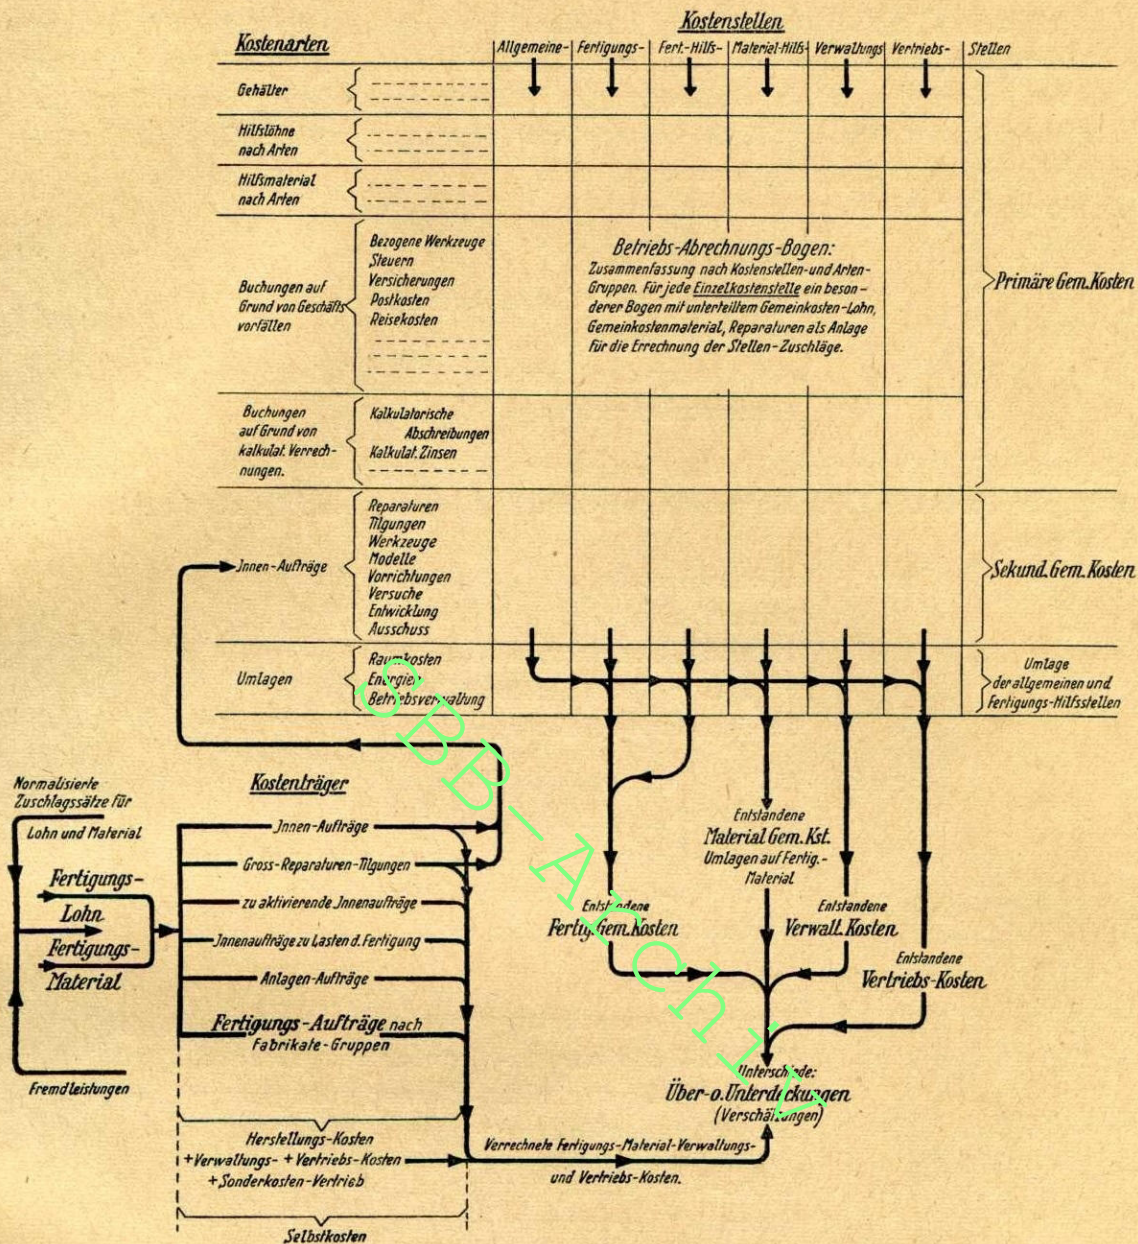 Kostenstellen
Kostenarten
Allgemeine- Fertigungs- Fert.-Hilfs- Material-Hilfs- Verwaltungs Vertriebs- Stellen
Gehälter
Hilfslöhne
nach Arten
Hilfsmaterial
nach Arten
Buchungen auf
Grund von Geschäfts
vorfällen
Bezogene Werkzeuge
Steuern
Versicherungen
Postkosten
Reisekosten
Betriebs-Abrechnungs-Bogen:
Zusammenfassung nach Kostenstellen-und Arten-
Gruppen. Für jede Einzelkostenstelle ein beson-
derer Bogen mit unterteiltem Gemeinkosten-Lohn,
Gemeinkostenmaterial, Reparaturen als Anlage
für die Errechnung der Stellen-Zuschläge.
Primäre Gem. Kosten
Buchungen
auf Grund von
kalkulat. Verrech-
nungen.
Kalkulatorische
Abschreibungen
Kalkulat. Zinsen
Jnnen-Aufträge
Reparaturen
Tilgungen
Werkzeuge
Modelle
Vorrichtungen
Versuche
Entwicklung
Ausschuss
Sekund. Gem. Kosten
Umlagen
Raumkosten
Energien
Betriebsverwaltung
Umlage
der allgemeinen und
Fertigungs-Hilfsstellen
Normalisierte
Zuschlagssätze für
Lohn und Material
Fertigungs-
Lohn
Fertigungs-
Material
Fremdleistungen
Kostenträger
Jnnen-Aufträge
Gross-Reparaturen-Tilgungen
zu aktivierende Jnnenaufträge
Jnnenaufträge zu Lasten d. Fertigung
Anlagen-Aufträge
Fertigungs-Aufträge nach
Fabrikate-Gruppen
Herstellungs-Kosten
+Verwaltungs- +Vertriebs-Kosten
+Sonderkosten-Vertrieb
Selbstkosten
Entstandene
Fertig. Gem. Kosten
Entstandene
Material Gem. Kst.
Umlagen auf Fertig.-
Material
Entstandene
Verwalt. Kosten
Entstandene
Vertriebs-Kosten
Unterschiede:
Über-o. Unterdeckungen
(Verschätzungen)
Verrechnete Fertigungs-Material-Verwaltungs-
und Vertriebs-Kosten.
SBB-Archiv